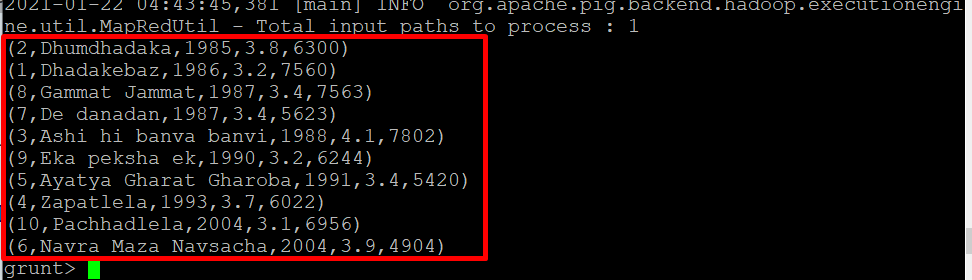 2021-01-22 04:43:45,381 [main] INFO  org.apache.pig.backend.hadoop.executionengi
ne.util.MapRedUtil - Total input paths to process : 1
(2,Dhumdhadaka,1985,3.8,6300)
(1,Dhadakebaz,1986,3.2,7560)
(8,Gammat Jammat,1987,3.4,7563)
(7,De danadan,1987,3.4,5623)
(3,Ashi hi banva banvi,1988,4.1,7802)
(9,Eka peksha ek,1990,3.2,6244)
(5,Ayatya Gharat Gharoba,1991,3.4,5420)
(4,Zapatlela,1993,3.7,6022)
(10,Pachhadlela,2004,3.1,6956)
(6,Navra Maza Navsacha,2004,3.9,4904)
grunt>